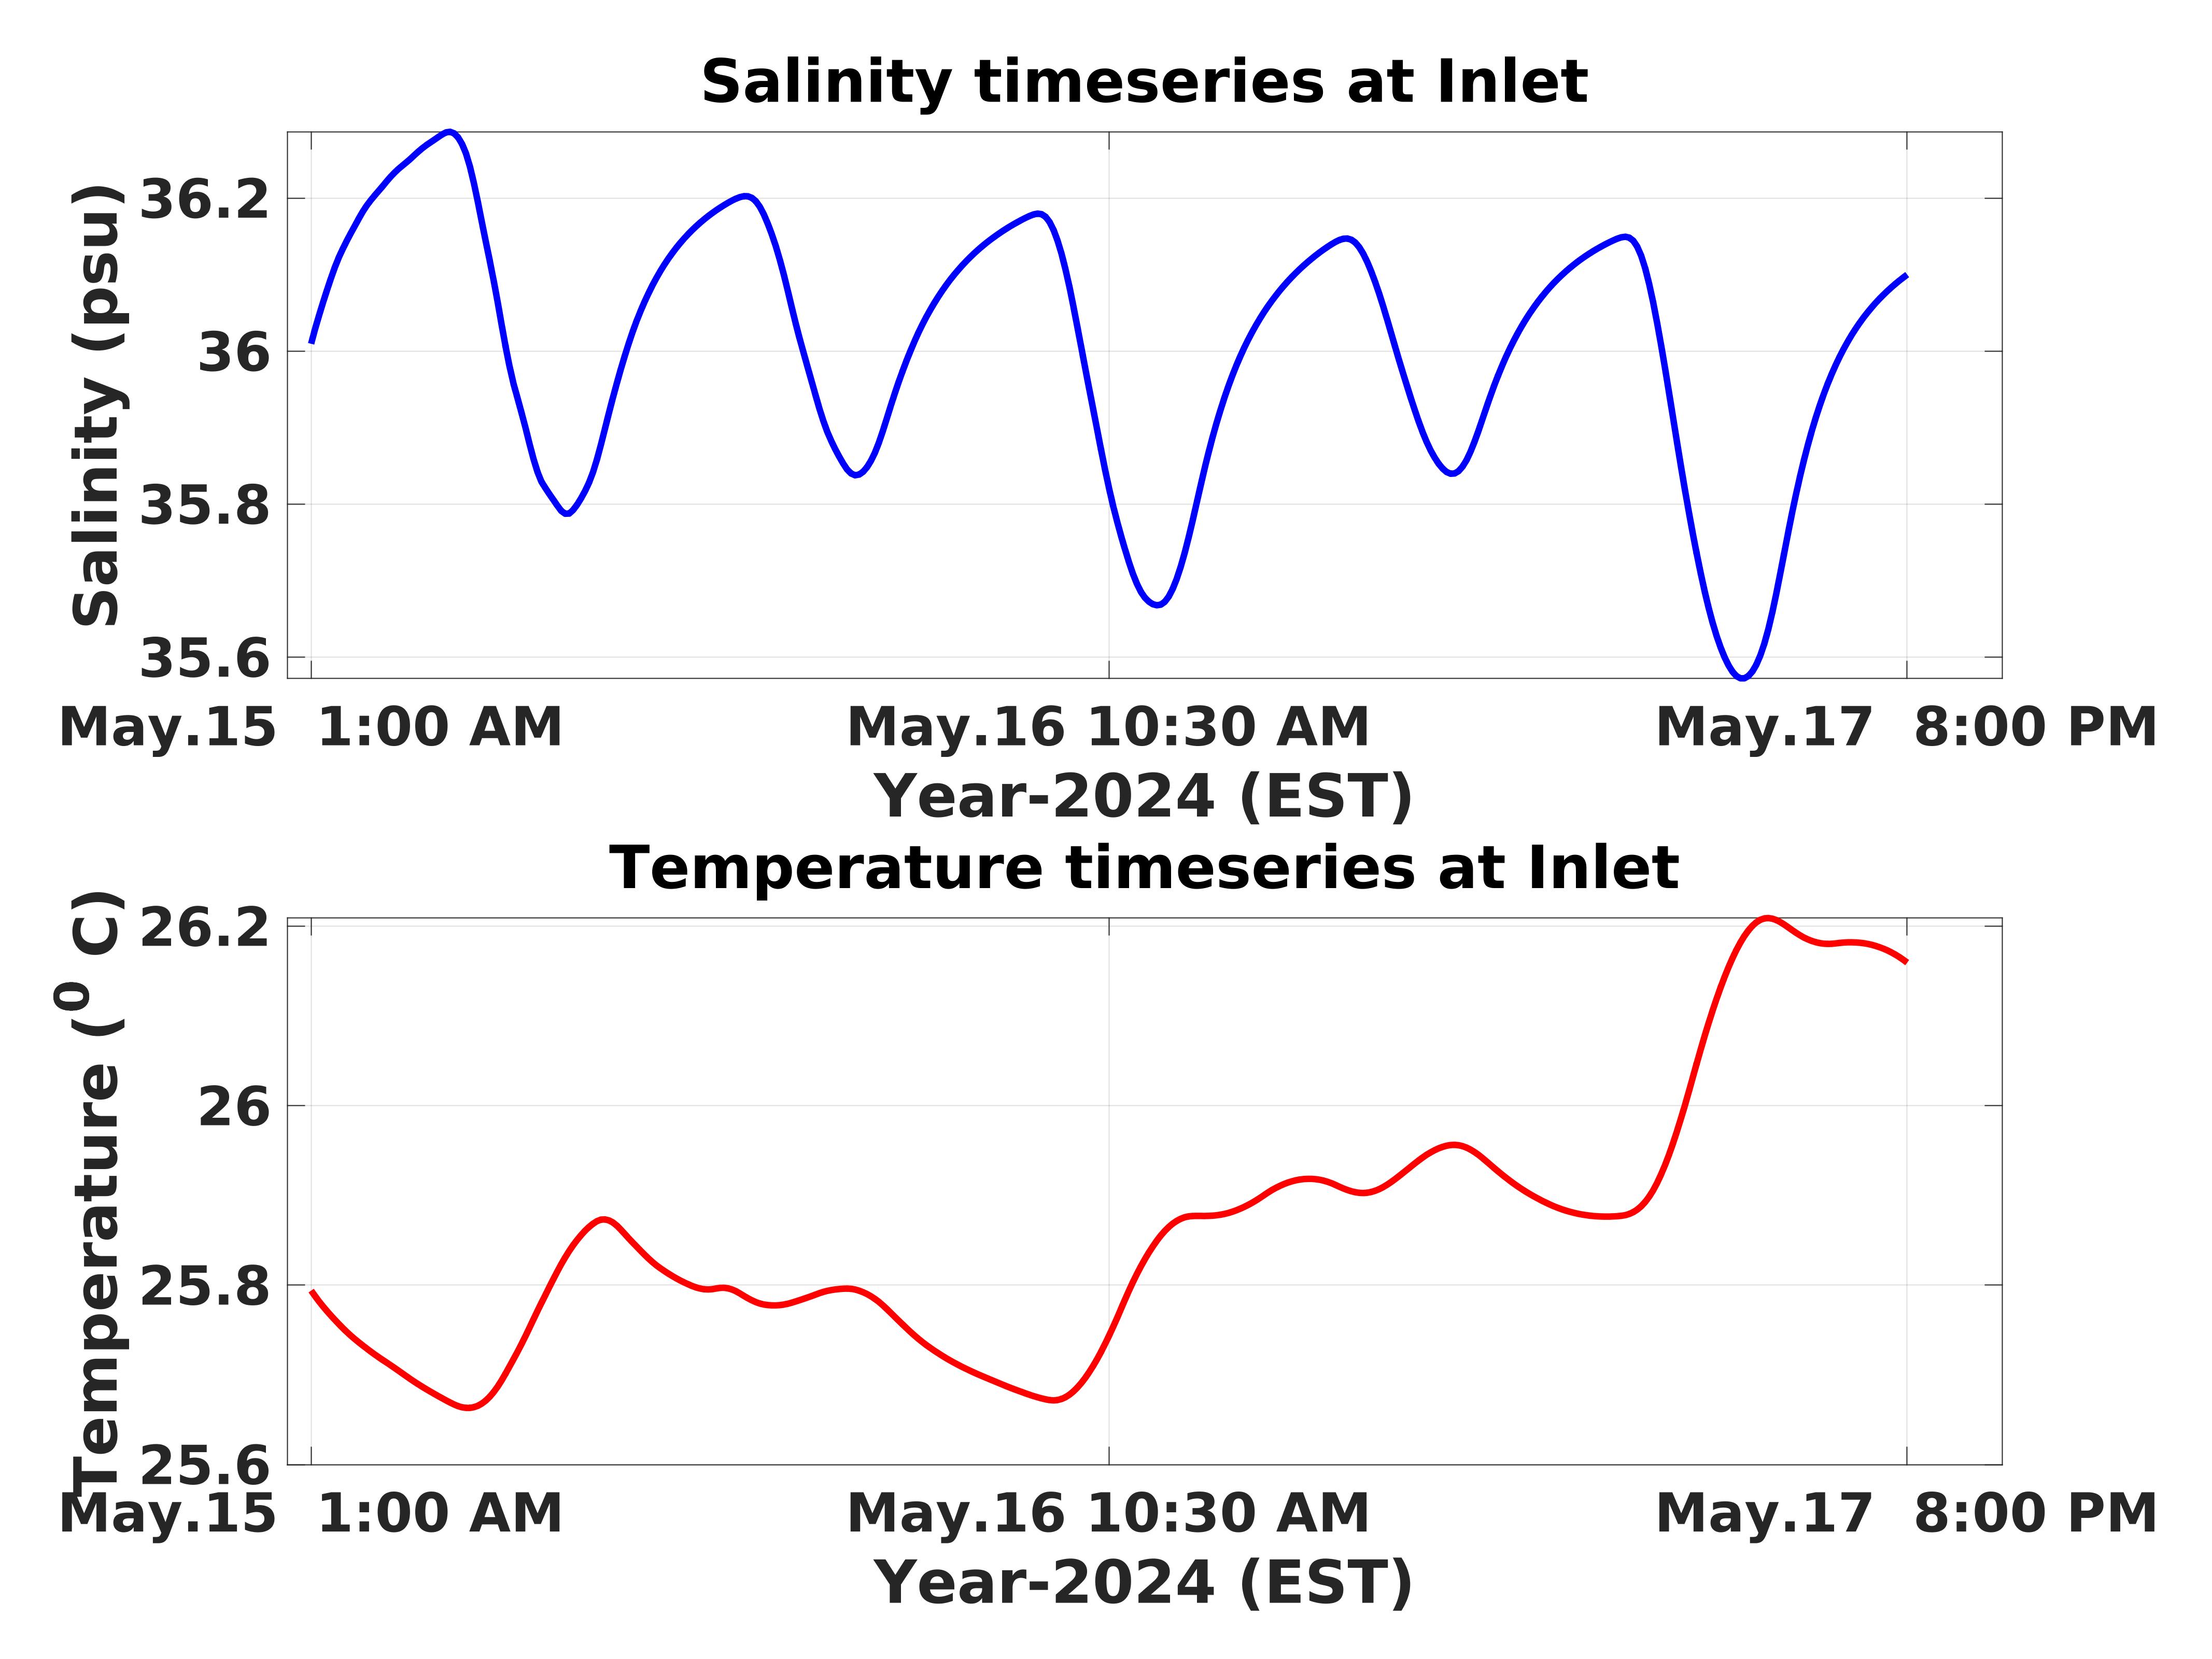 Salinity timeseries at Inlet
Salinity (psu)
36.2
36
35.8
35.6
May.15 1:00 AM
May.16 10:30 AM
May.17 8:00 PM
Year-2024 (EST)
Temperature timeseries at Inlet
Temperature (⁰ C)
26.2
26
25.8
25.6
May.15 1:00 AM
May.16 10:30 AM
May.17 8:00 PM
Year-2024 (EST)